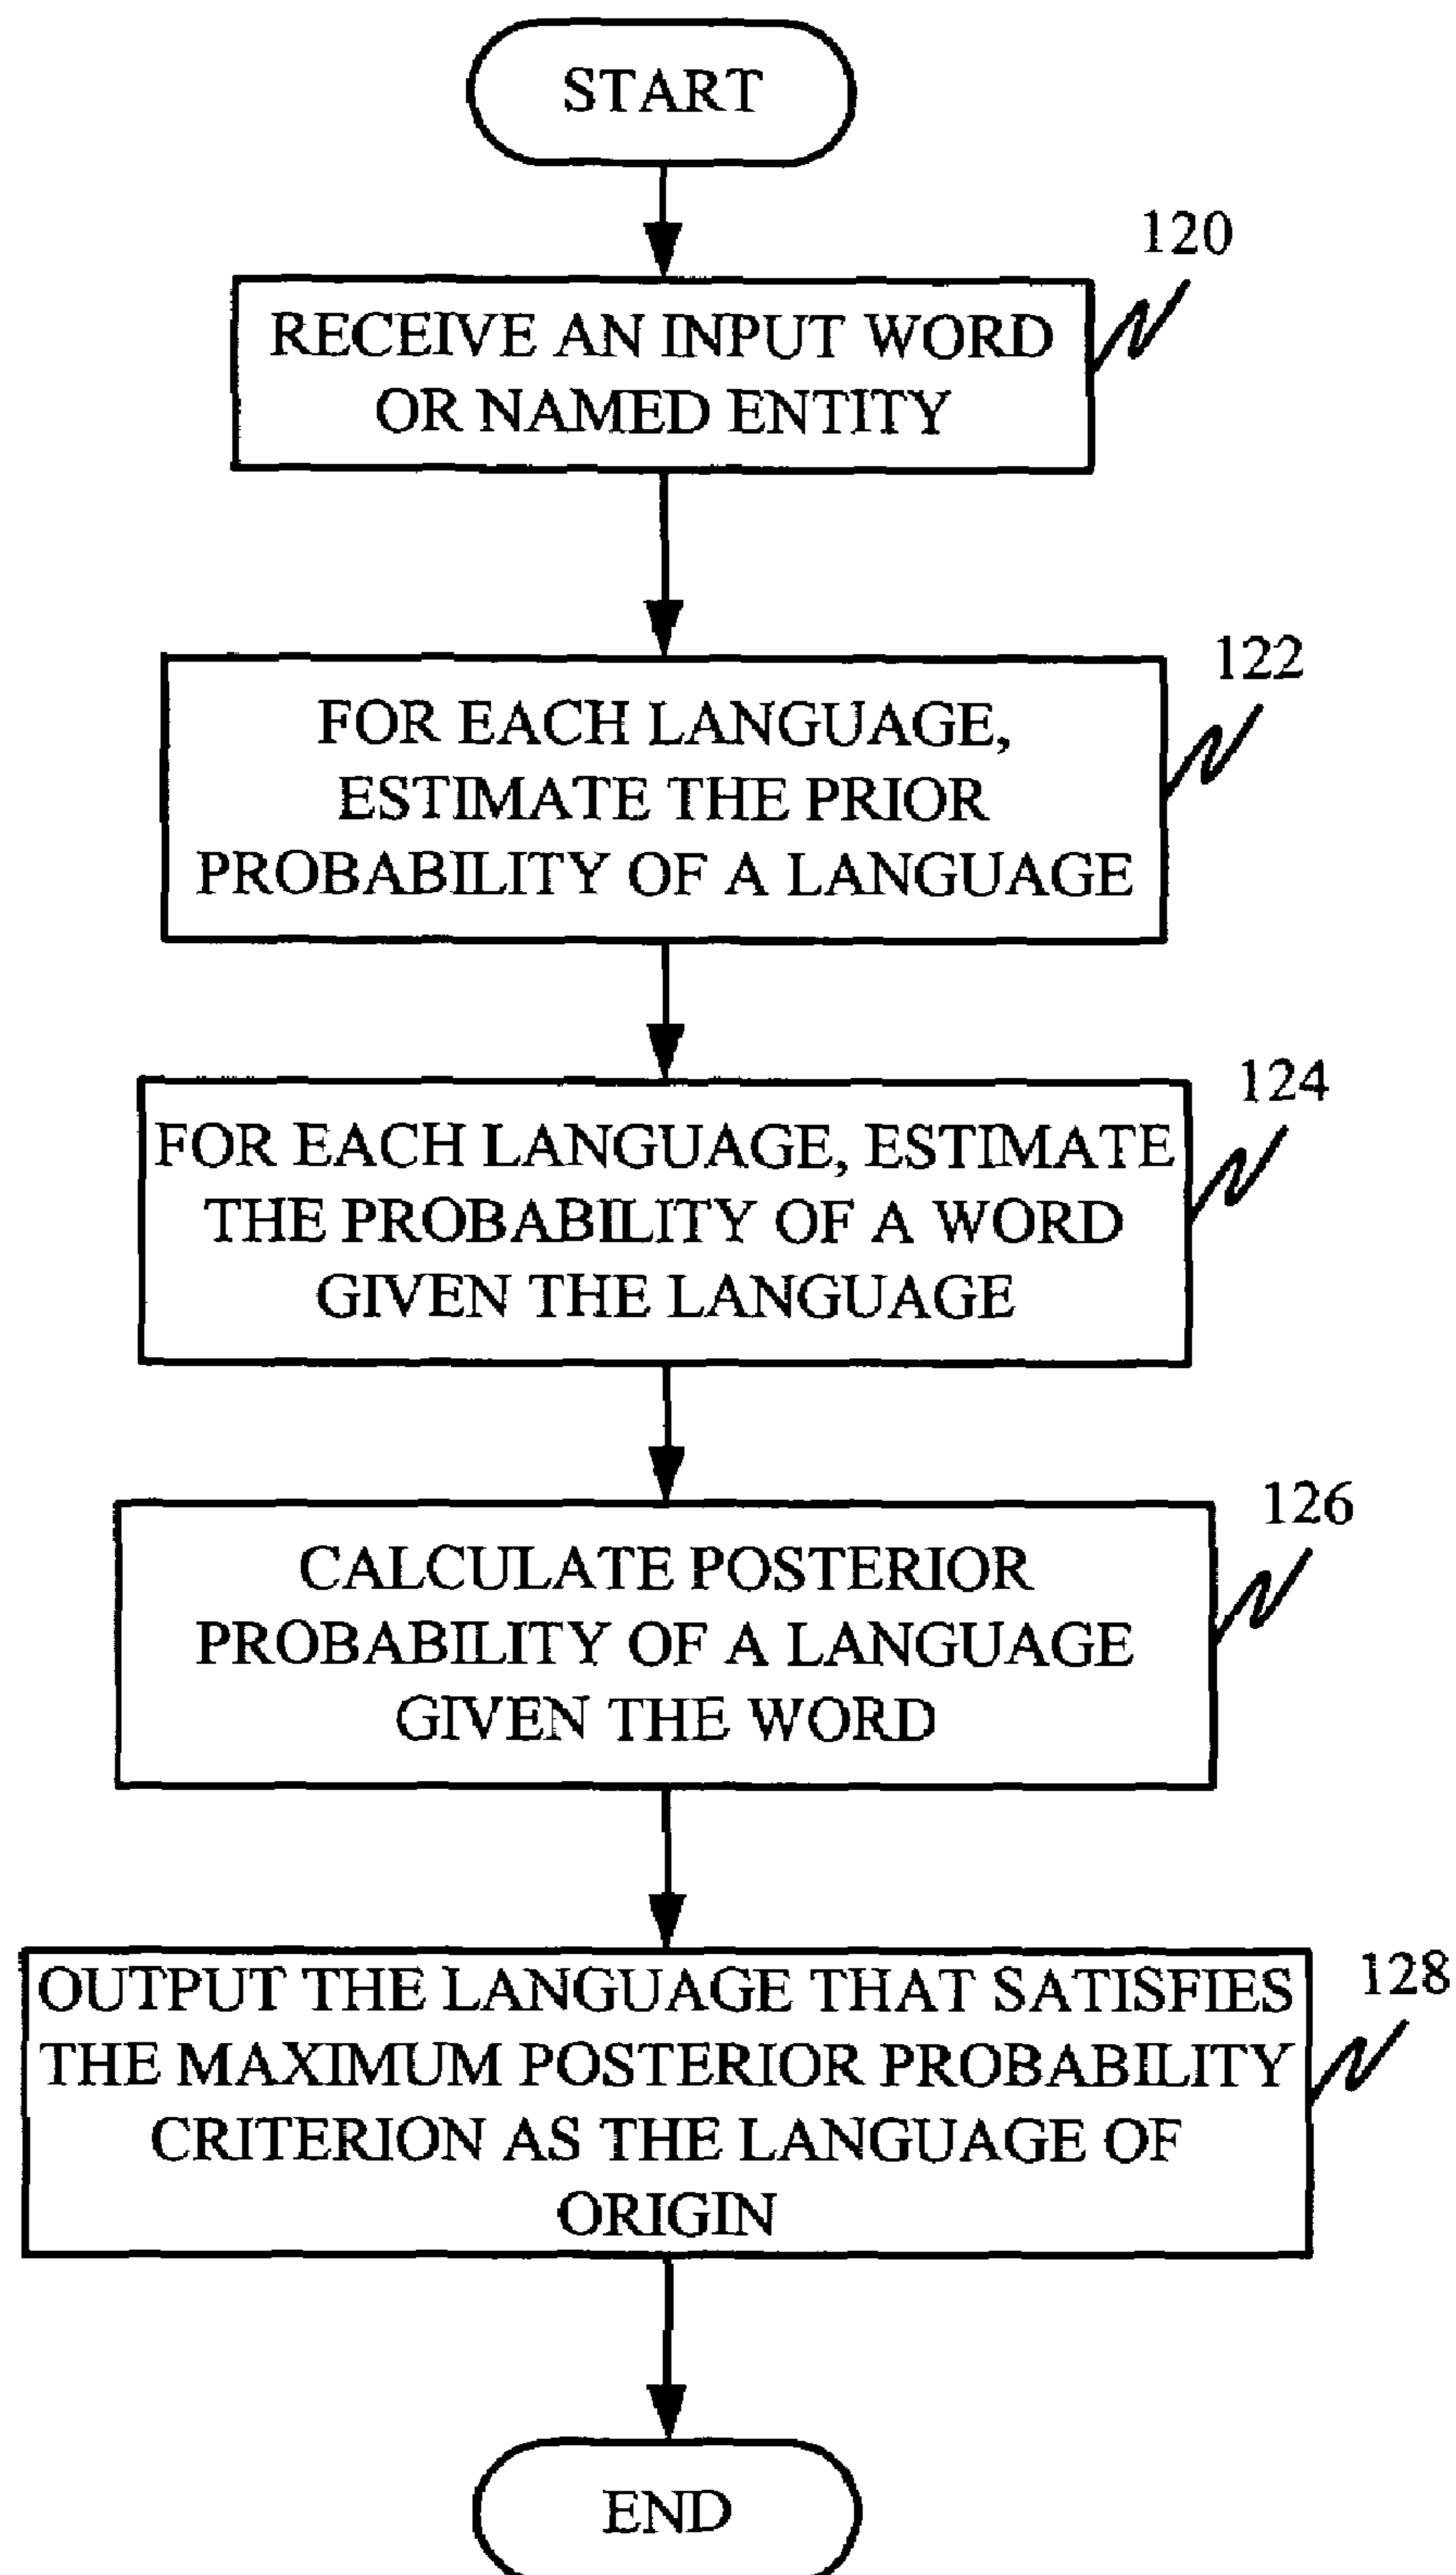 START
120
RECEIVE AN INPUT WORD
OR NAMED ENTITY
122
FOR EACH LANGUAGE,
ESTIMATE THE PRIOR
PROBABILITY OF A LANGUAGE
124
FOR EACH LANGUAGE, ESTIMATE
THE PROBABILITY OF A WORD
GIVEN THE LANGUAGE
126
CALCULATE POSTERIOR
PROBABILITY OF A LANGUAGE
GIVEN THE WORD
128
OUTPUT THE LANGUAGE THAT SATISFIES
THE MAXIMUM POSTERIOR PROBABILITY
CRITERION AS THE LANGUAGE OF
ORIGIN
END